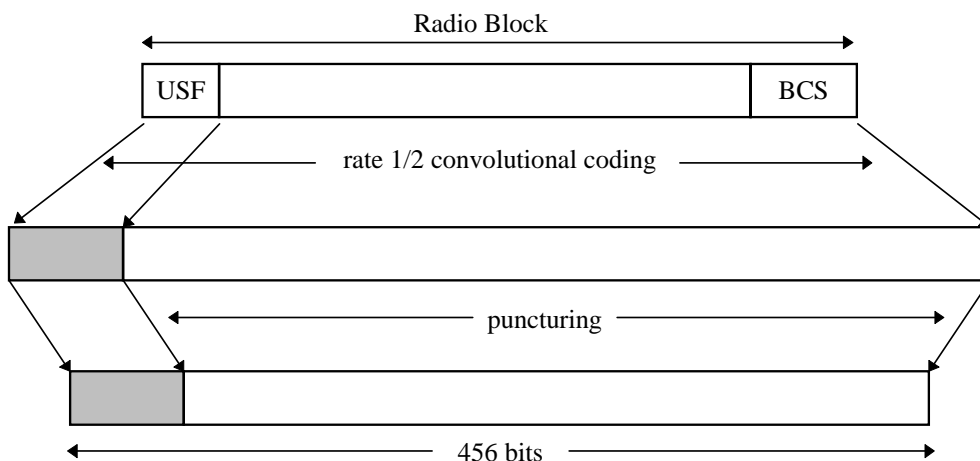 Radio Block
USF
BCS
rate 1/2 convolutional coding
puncturing
456 bits